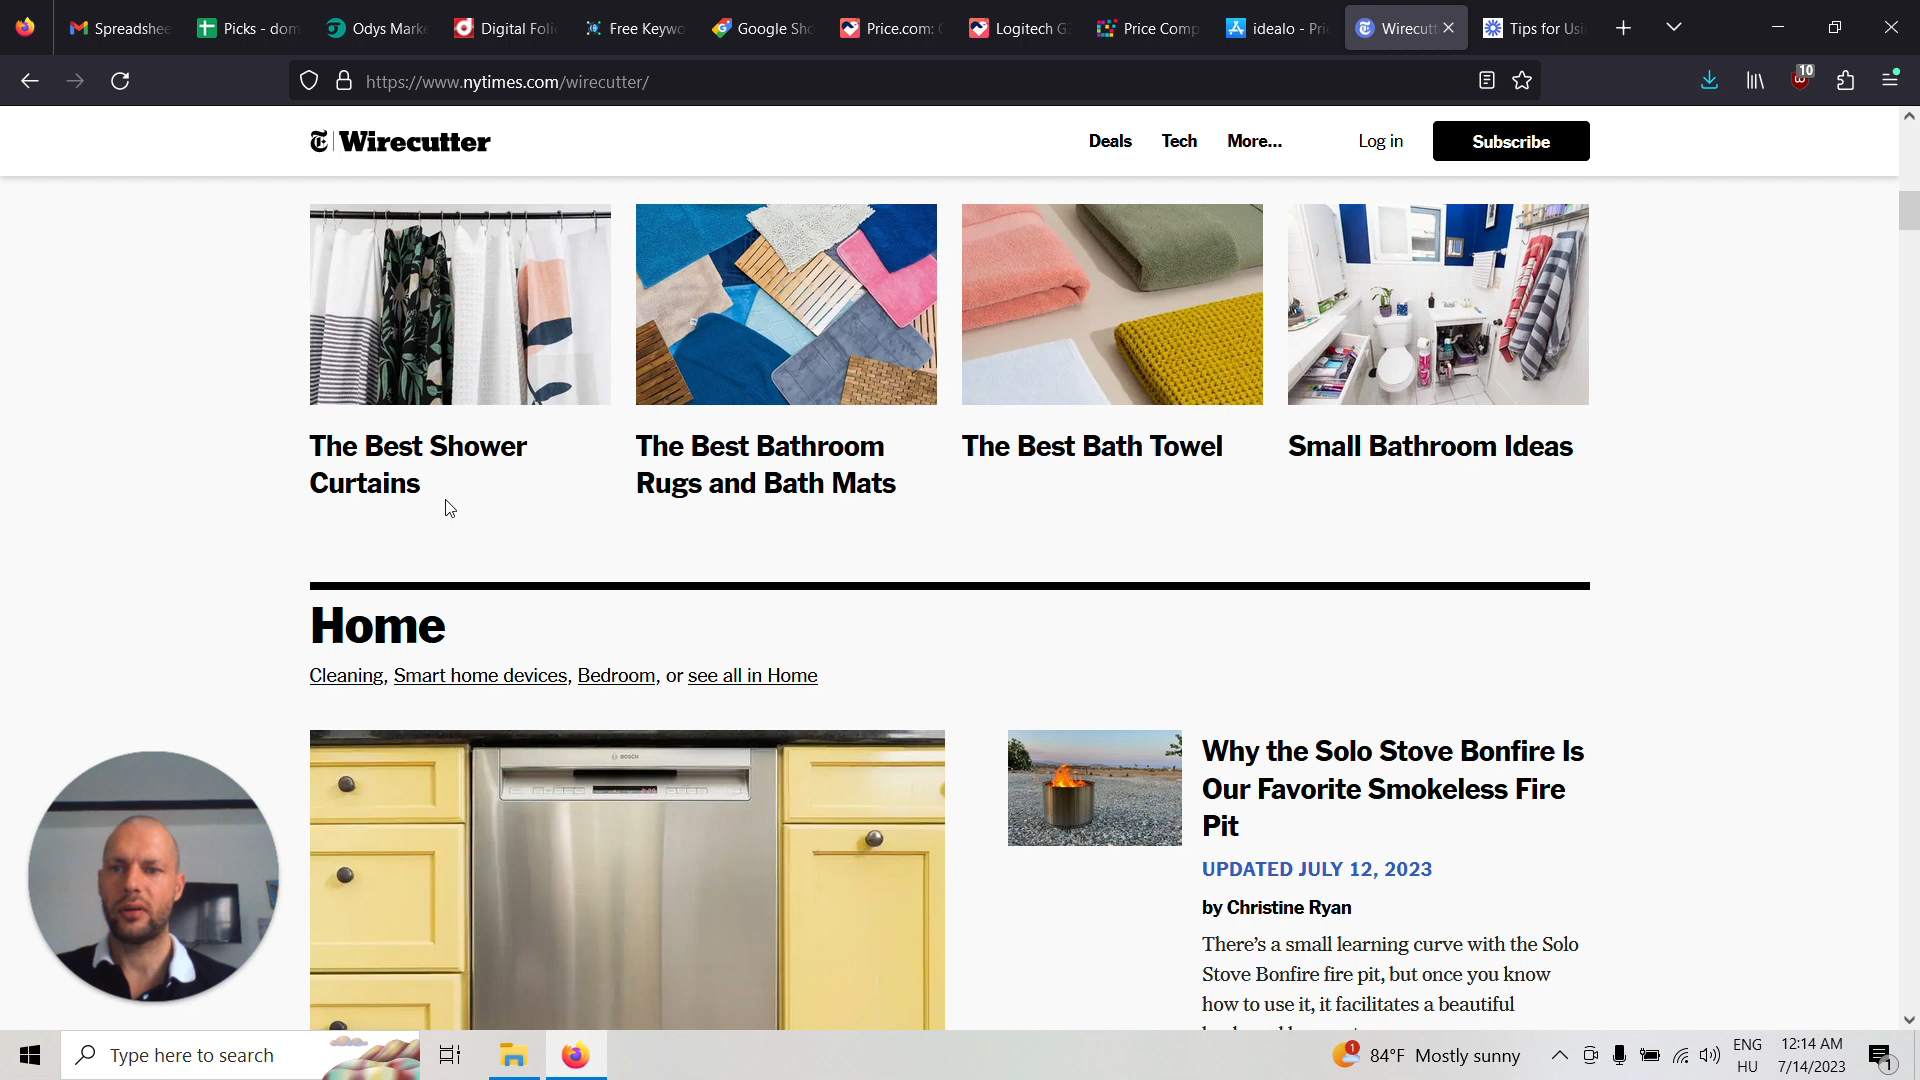 Spreadshee
Picks - dom
Odys Marke
Digital Foli
Free Keywo
Google Sho
Price.com:
Logitech G
Price Comp
idealo - Pri
Wirecutt
Tips for Usi
https://www.nytimes.com/wirecutter/
10
Wirecutter
Deals
Tech
More...
Log in
Subscribe
The Best Shower
Curtains
The Best Bathroom
Rugs and Bath Mats
The Best Bath Towel
Small Bathroom Ideas
Home
Cleaning, Smart home devices, Bedroom, or see all in Home
BOSCH
Why the Solo Stove Bonfire Is
Our Favorite Smokeless Fire
Pit
UPDATED JULY 12, 2023
by Christine Ryan
There’s a small learning curve with the Solo
Stove Bonfire fire pit, but once you know
how to use it, it facilitates a beautiful
Type here to search
1
84°F Mostly sunny
ENG
HU
12:14 AM
7/14/2023
1